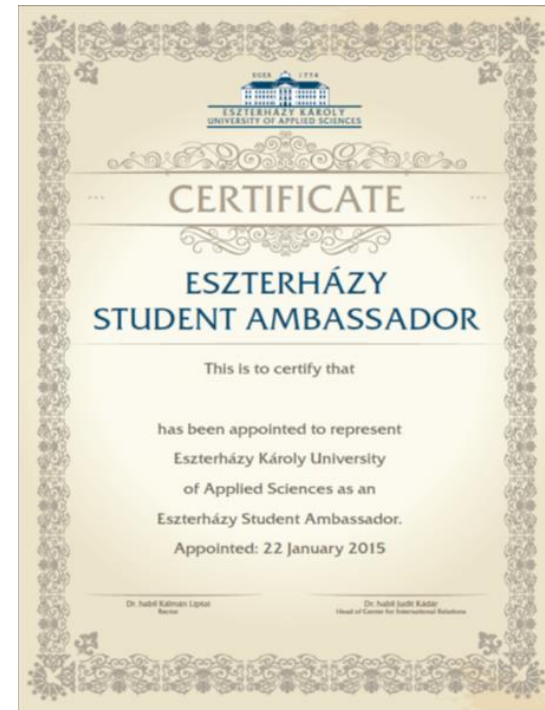 EGER 1774
ESZTERHÁZY KÁROLY
UNIVERSITY OF APPLIED SCIENCES
CERTIFICATE
ESZTERHÁZY
STUDENT AMBASSADOR
This is to certify that
has been appointed to represent
Eszterházy Károly University
of Applied Sciences as an
Eszterházy Student Ambassador.
Appointed: 22 January 2015
Dr. habil Kálmán Liptai
Rector
Dr. habil Judit Kádár
Head of Center for International Relations